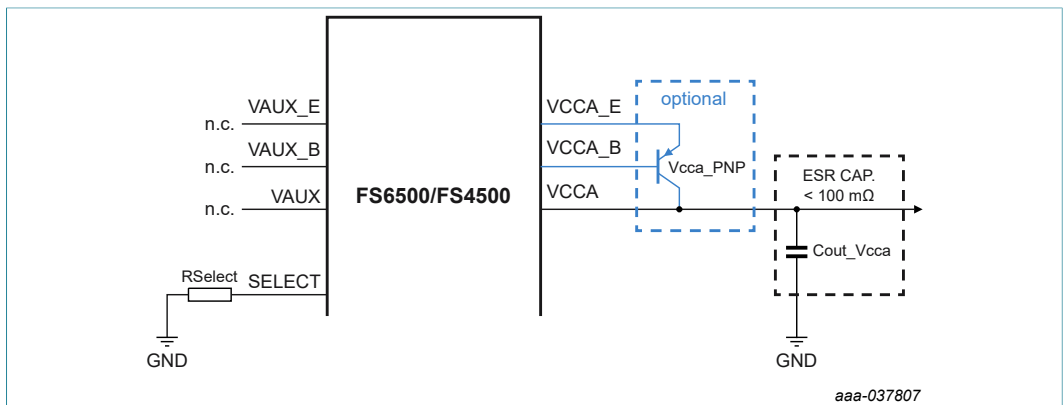 VAUX_E
n.c.
VAUX_B
n.c.
VAUX
n.c.
RSelect
SELECT
GND
FS6500/FS4500
VCCA_E
VCCA_B
VCCA
optional
Vcca_PNP
ESR CAP.
< 100 mΩ
Cout_Vcca
GND
aaa-037807